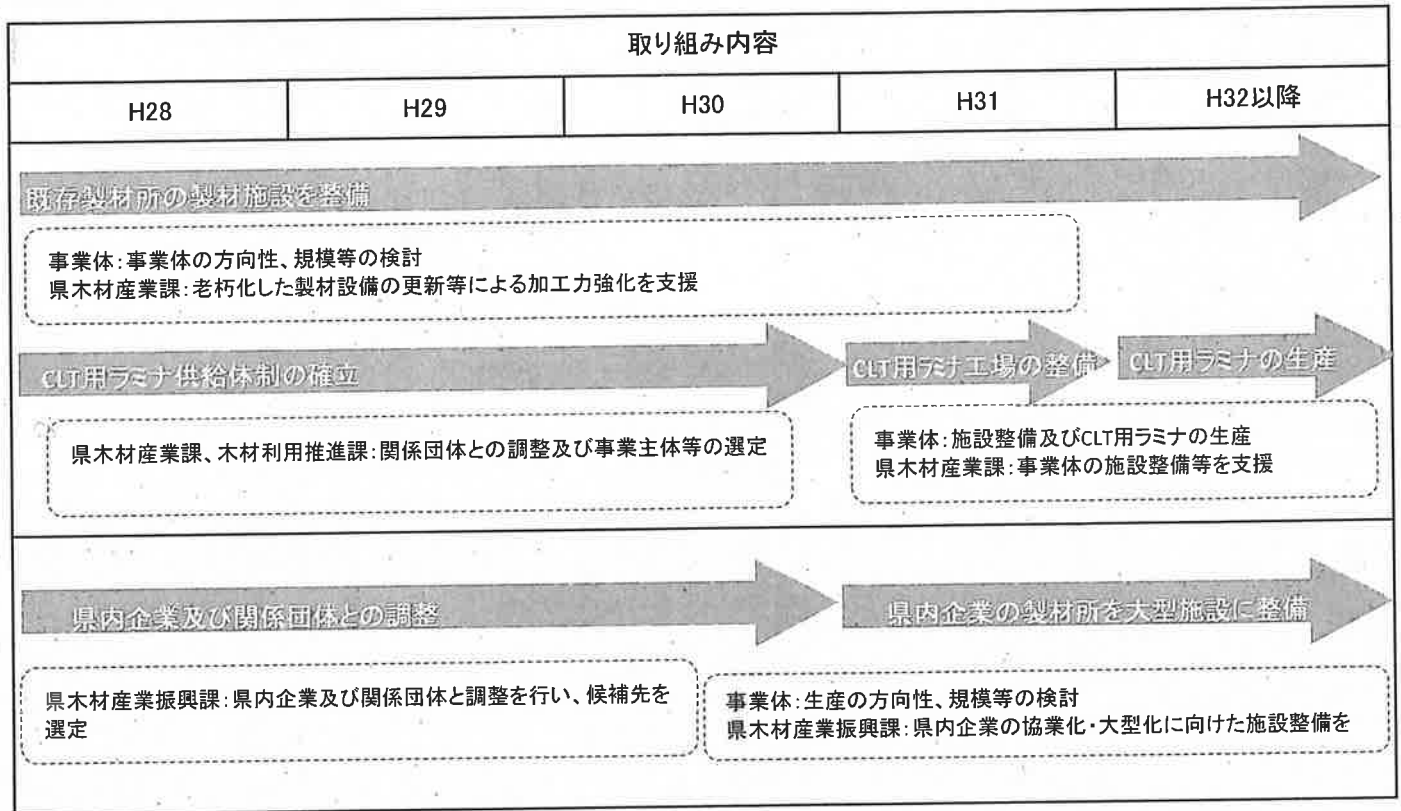 取り組み内容
H28
H29
H30
H31
H32以降
既存製材所の製材施設を整備
事業体：事業体の方向性、規模等の検討
県木材産業課：老朽化した製材設備の更新等による加工力強化を支援
CLT用ラミナ供給体制の確立
CLT用ラミナ工場の整備
CLT用ラミナの生産
県木材産業課、木材利用推進課：関係団体との調整及び事業主体等の選定
事業体：施設整備及びCLT用ラミナの生産
県木材産業課：事業体の施設整備等を支援
県内企業及び関係団体との調整
県内企業の製材所を大型施設に整備
県木材産業振興課：県内企業及び関係団体と調整を行い、候補先を
選定
事業体：生産の方向性、規模等の検討
県木材産業振興課：県内企業の協業化・大型化に向けた施設整備を